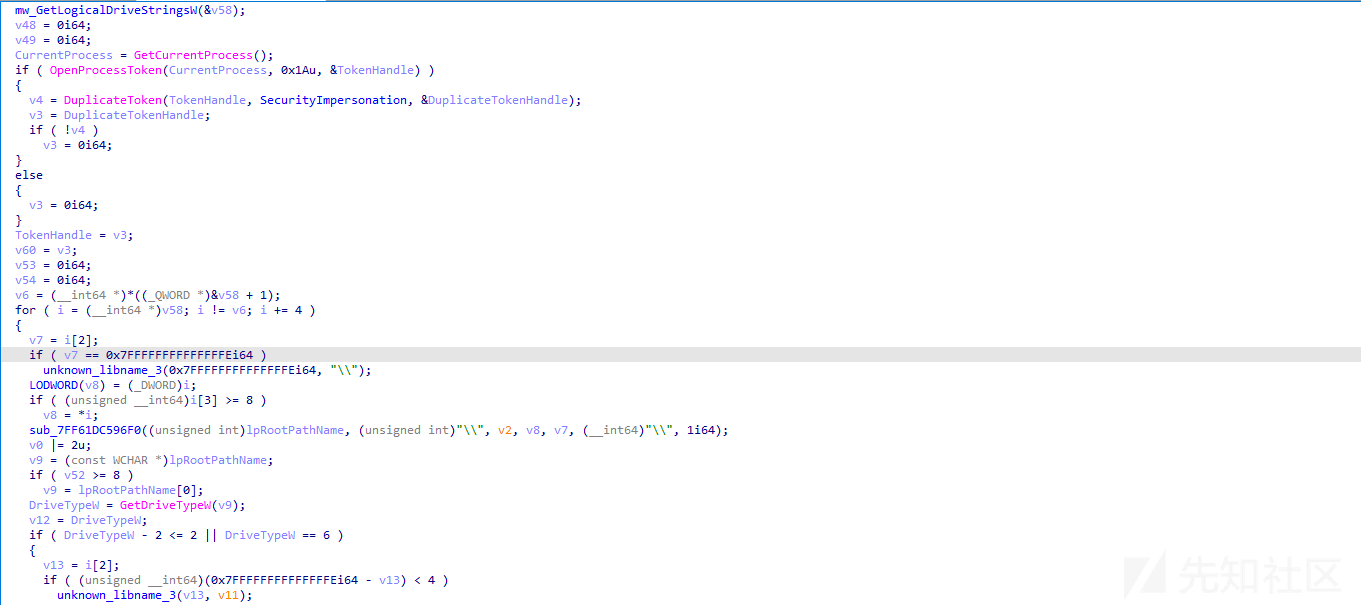 mw_GetLogicalDriveStringsW(&v58);
v48 = 0i64;
v49 = 0i64;
CurrentProcess = GetCurrentProcess();
if ( OpenProcessToken(CurrentProcess, 0x1Au, &TokenHandle) )
{
v4 = DuplicateToken(TokenHandle, SecurityImpersonation, &DuplicateTokenHandle);
v3 = DuplicateTokenHandle;
if ( !v4 )
v3 = 0i64;
}
else
{
v3 = 0i64;
}
TokenHandle = v3;
v60 = v3;
v53 = 0i64;
v54 = 0i64;
v6 = (__int64 *)*((_QWORD *)&v58 + 1);
for ( i = (__int64 *)v58; i != v6; i += 4 )
{
v7 = i[2];
if ( v7 == 0x7FFFFFFFFFFFFFFEi64 )
unknown_libname_3(0x7FFFFFFFFFFFFFFEi64, "\\");
LODWORD(v8) = (_DWORD)i;
if ( (unsigned __int64)i[3] >= 8 )
v8 = *i;
sub_7FF61DC596F0((unsigned int)lpRootPathName, (unsigned int)"\\", v2, v8, v7, (__int64)"\\", 1i64);
v0 |= 2u;
v9 = (const WCHAR *)lpRootPathName;
if ( v52 >= 8 )
v9 = lpRootPathName[0];
DriveTypeW = GetDriveTypeW(v9);
v12 = DriveTypeW;
if ( DriveTypeW - 2 <= 2 || DriveTypeW == 6 )
{
v13 = i[2];
if ( (unsigned __int64)(0x7FFFFFFFFFFFFFFEi64 - v13) < 4 )
unknown_libname_3(v13, v11);
先知社区